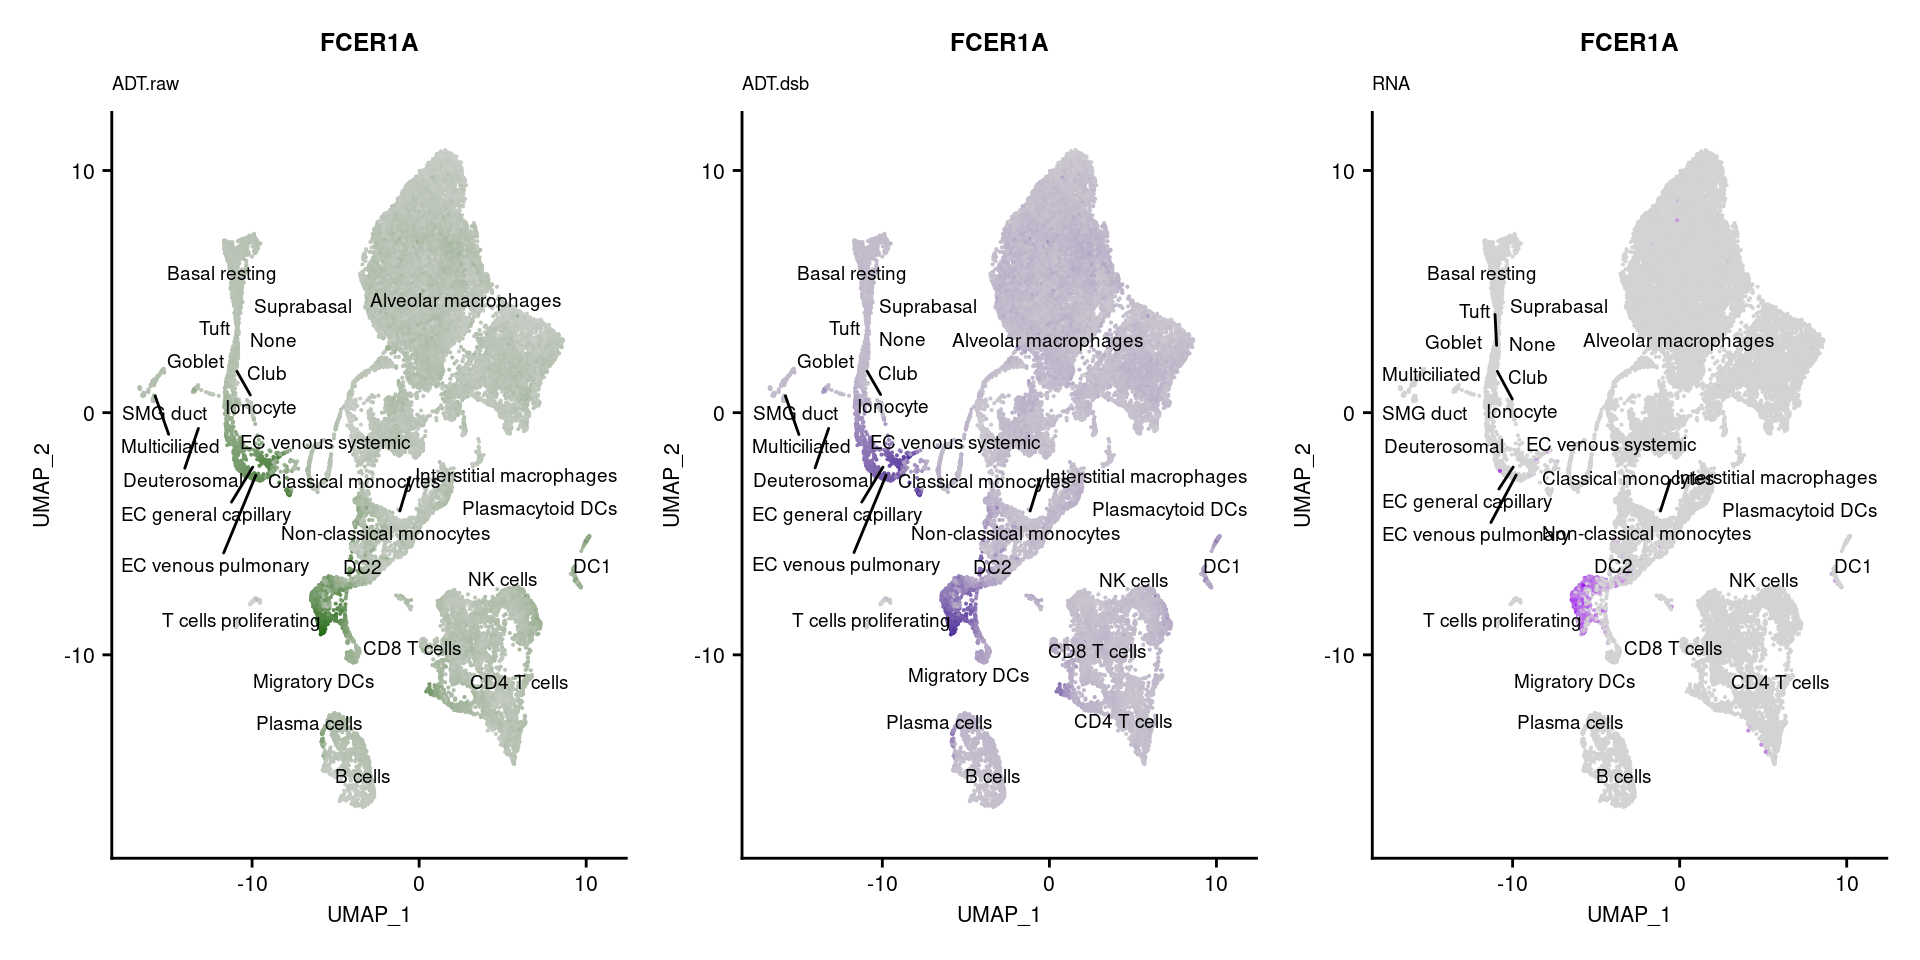 FCER1A
ADT.raw
10
0
-10
UMAP_2
Basal resting
Suprabasal
Alveolar macrophages
Tuft
None
Goblet
Club
SMG duct
Ionocyte
Multiciliated
EC venous systemic
Deuterosomal
Classical monocytes
Interstitial macrophages
EC general capillary
Plasmacytoid DCs
Non-classical monocytes
EC venous pulmonary
DC2
DC1
NK cells
T cells proliferating
CD8 T cells
Migratory DCs
CD4 T cells
Plasma cells
B cells
-10
0
10
UMAP_1
FCER1A
ADT.dsb
10
0
-10
UMAP_2
Basal resting
Suprabasal
Tuft
None
Alveolar macrophages
Goblet
Club
SMG duct
Ionocyte
Multiciliated
EC venous systemic
Deuterosomal
Classical monocytes
Interstitial macrophages
EC general capillary
Plasmacytoid DCs
Non-classical monocytes
EC venous pulmonary
DC2
DC1
NK cells
T cells proliferating
CD8 T cells
Migratory DCs
Plasma cells
CD4 T cells
B cells
-10
0
10
UMAP_1
FCER1A
RNA
10
0
-10
UMAP_2
Basal resting
Tuft
Suprabasal
Goblet
None
Alveolar macrophages
Multiciliated
Club
SMG duct
Ionocyte
Deuterosomal
EC venous systemic
Classical monocytes
Interstitial macrophages
EC general capillary
Plasmacytoid DCs
EC venous pulmonary
Non-classical monocytes
DC2
DC1
NK cells
T cells proliferating
CD8 T cells
Migratory DCs
CD4 T cells
Plasma cells
B cells
-10
0
10
UMAP_1